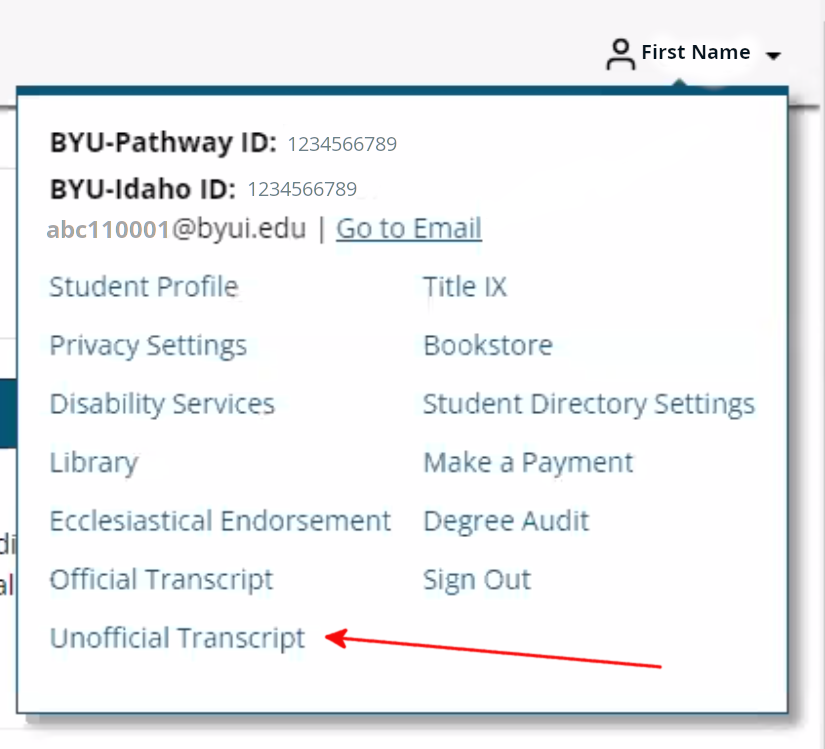 First Name
BYU-Pathway ID: 1234566789
BYU-Idaho ID: 1234566789
abc110001@byui.edu | Go to Email
Student Profile
Title IX
Privacy Settings
Bookstore
Disability Services
Student Directory Settings
Library
Make a Payment
Ecclesiastical Endorsement
Degree Audit
di
Official Transcript
Sign Out
al
Unofficial Transcript